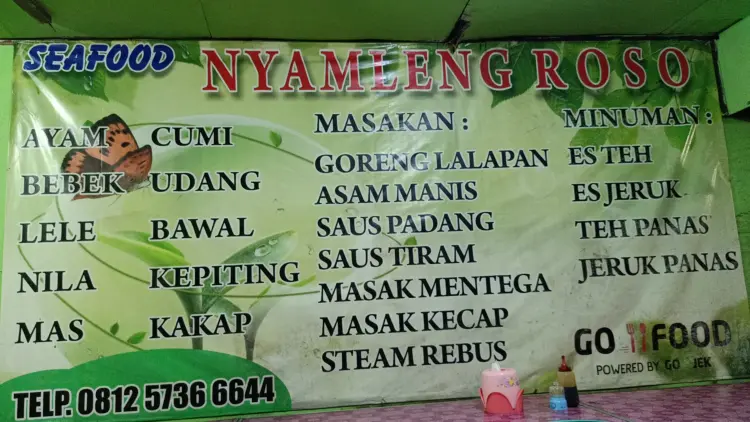 SEAFOOD NYAMLENG ROSO
AYAM
BEBEK
LELE
NILA
MAS
CUMI
UDANG
BAWAL
KEPITING
KAKAP
MASAKAN :
GORENG LALAPAN
ASAM MANIS
SAUS PADANG
SAUS TIRAM
MASAK MENTEGA
MASAK KECAP
STEAM REBUS
MINUMAN :
ES TEH
ES JERUK
TEH PANAS
JERUK PANAS
GO FOOD
POWERED BY GO JEK
TELP. 0812 5736 6644